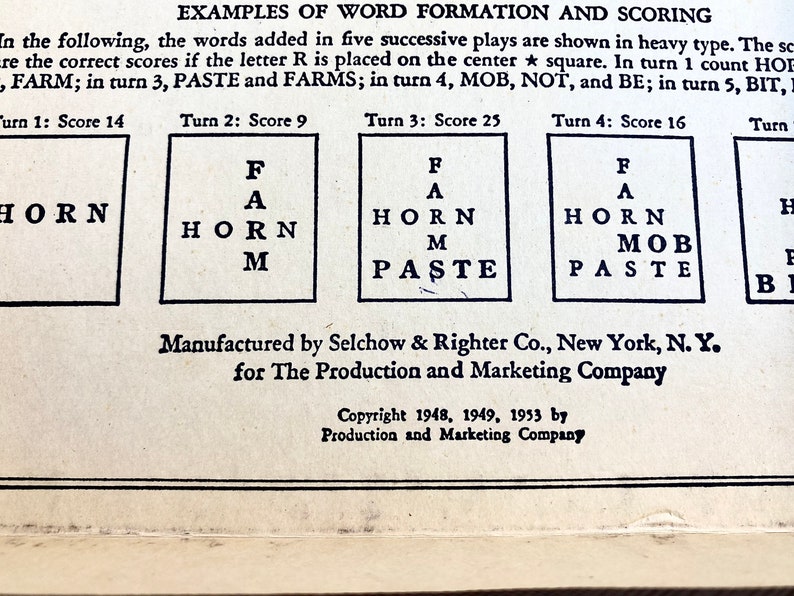 EXAMPLES OF WORD FORMATION AND SCORING
In the following, the words added in five successive plays are shown in heavy type. The sc
are the correct scores if the letter R is placed on the center ★ square. In turn 1 count HOR
, FARM; in turn 3, PASTE and FARMS; in turn 4, MOB, NOT, and BE; in turn 5, BIT,
Turn 1: Score 14
HORN
Turn 2: Score 9
F
A
HORN
M
Turn 3: Score 25
F
A
HORN
M
PASTE
Turn 4: Score 16
F
A
HORN
MOB
PASTE
Turn
H
P
B
Manufactured by Selchow & Righter Co., New York, N. Y.
for The Production and Marketing Company
Copyright 1948, 1949, 1953 by
Production and Marketing Company